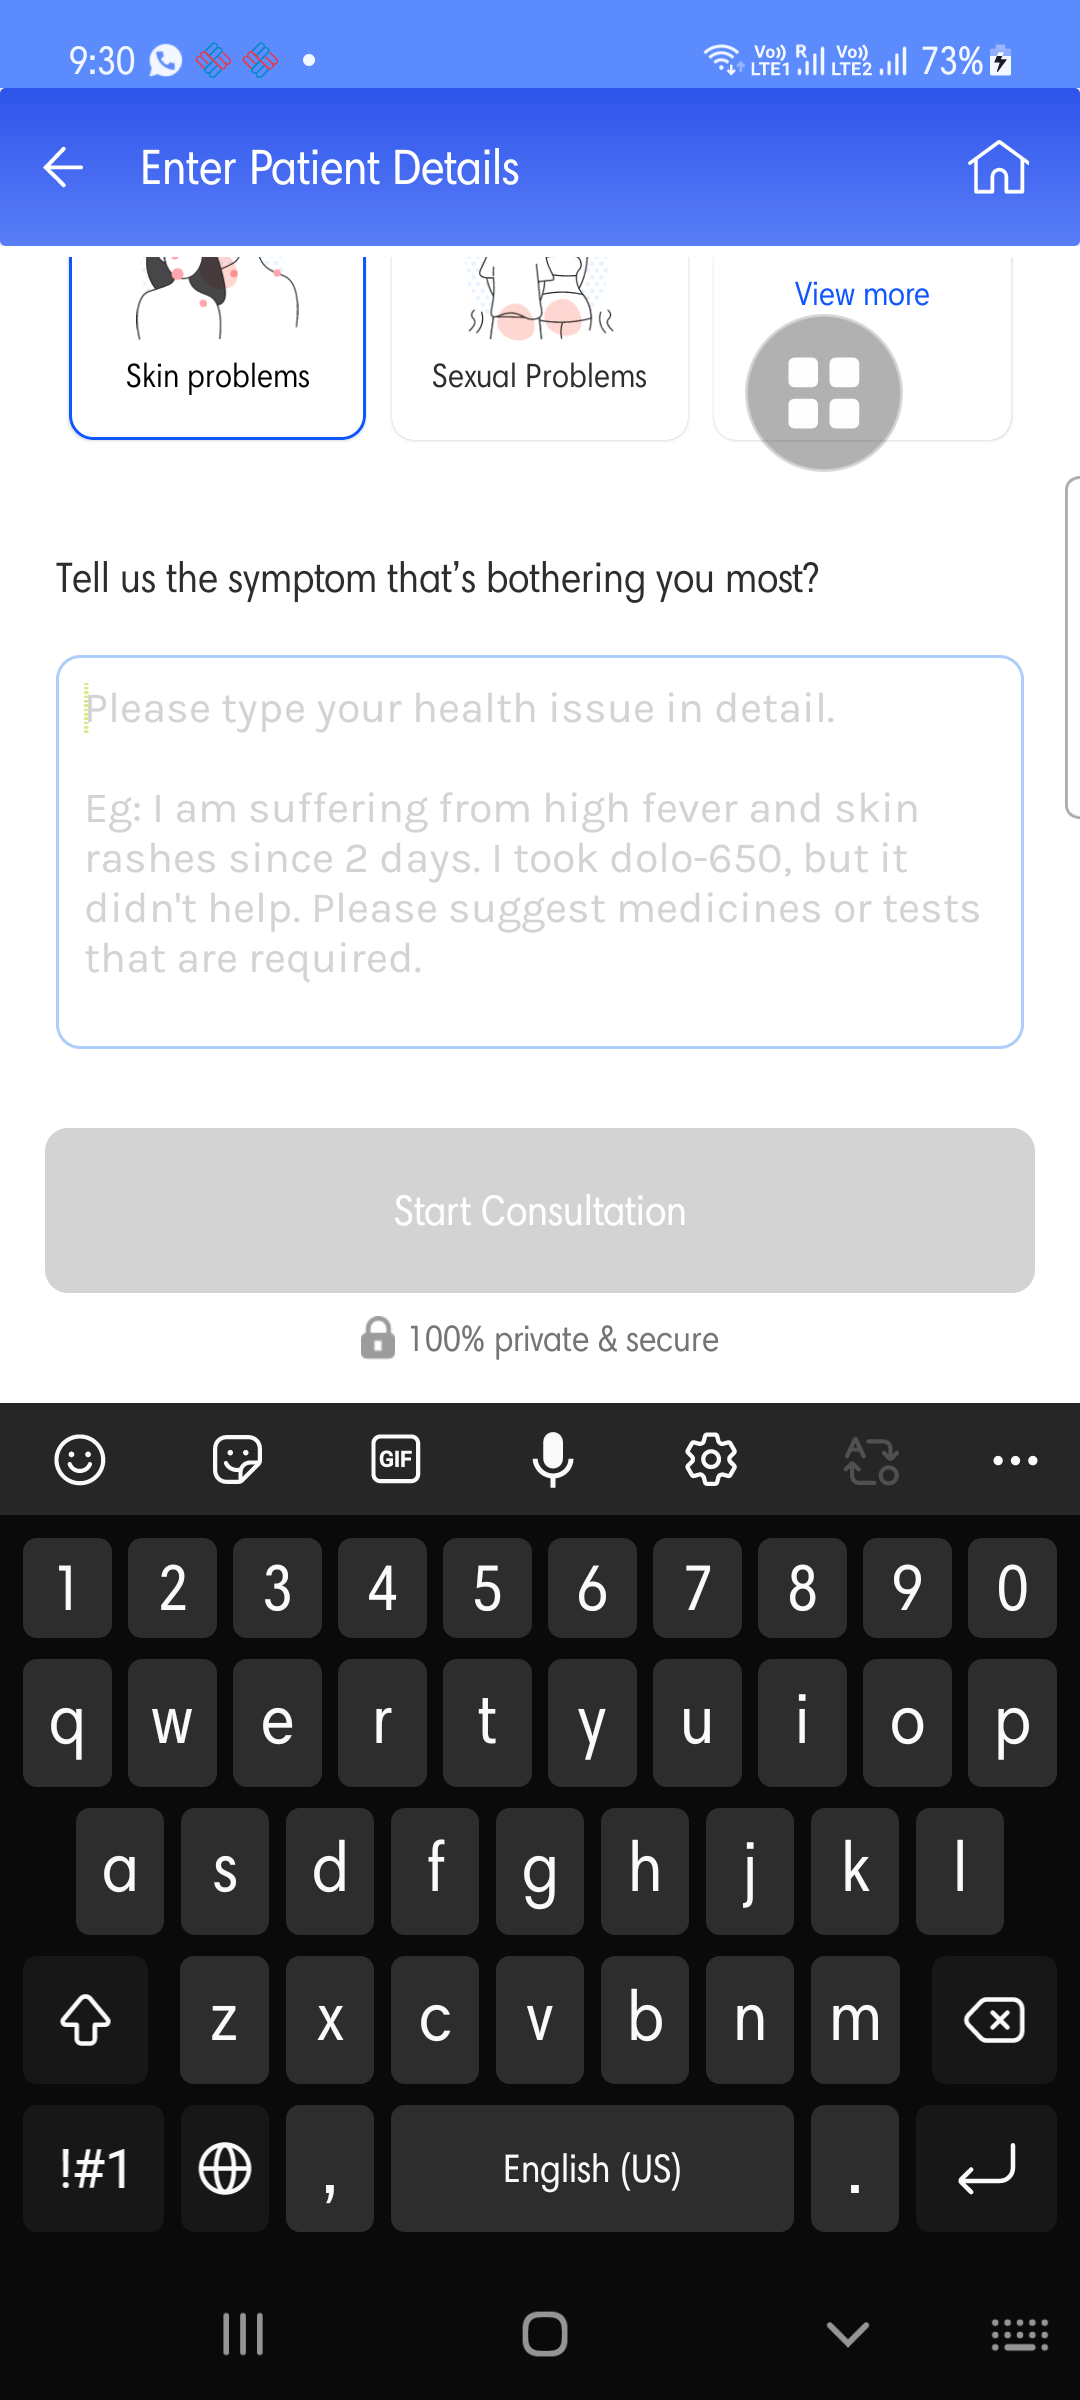 9:30 Vo)) R Vo)) 73%
LTE1 LTE2
Enter Patient Details
View more
Skin problems Sexual Problems
Tell us the symptom that’s bothering you most?
Please type your health issue in detail.
Eg: I am suffering from high fever and skin
rashes since 2 days. I took dolo-650, but it
didn't help. Please suggest medicines or tests
that are required.
Start Consultation
100% private & secure
GIF A
1 2 3 4 5 6 7 8 9 0
q w e r t y u i o p
a s d f g h j k l
z x c v b n m
!#1 , English (US) .